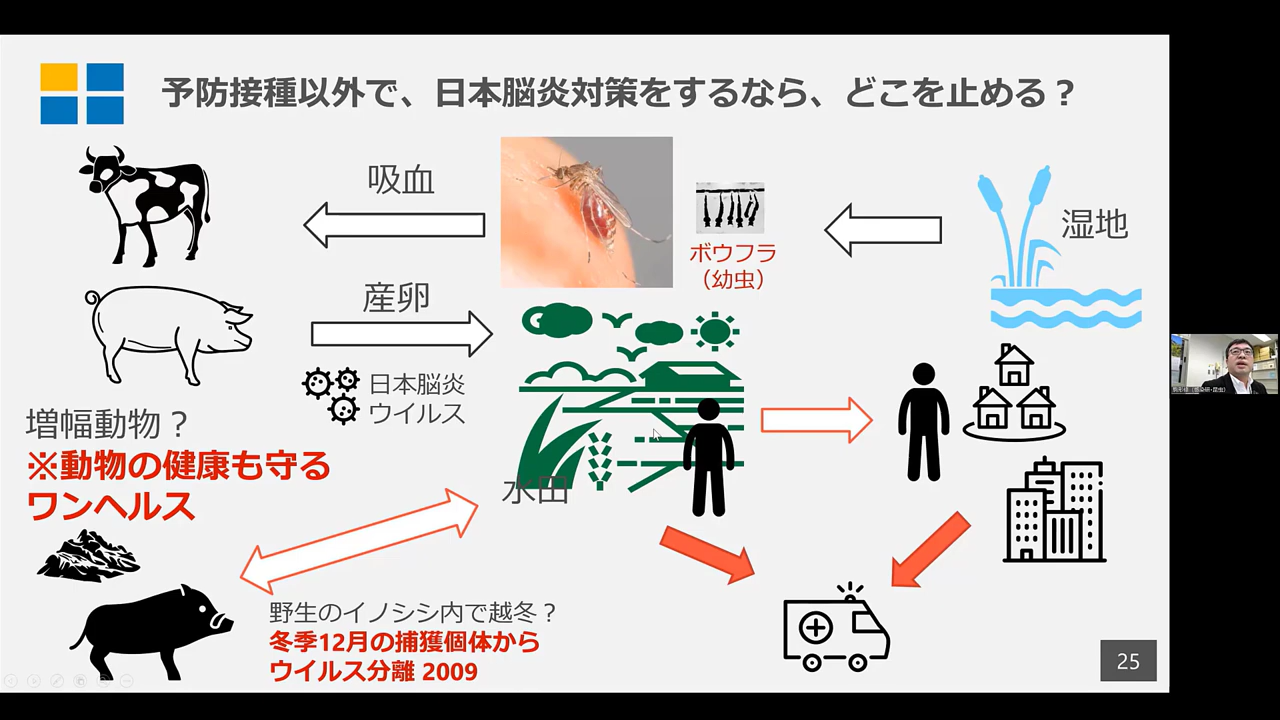 予防接種以外で、日本脳炎対策をするなら、どこを止める？
吸血
ボウフラ
（幼虫）
湿地
産卵
日本脳炎
ウイルス
増幅動物？
※動物の健康も守る
ワンヘルス
水田
野生のイノシシ内で越冬？
冬季12月の捕獲個体から
ウイルス分離 2009
25